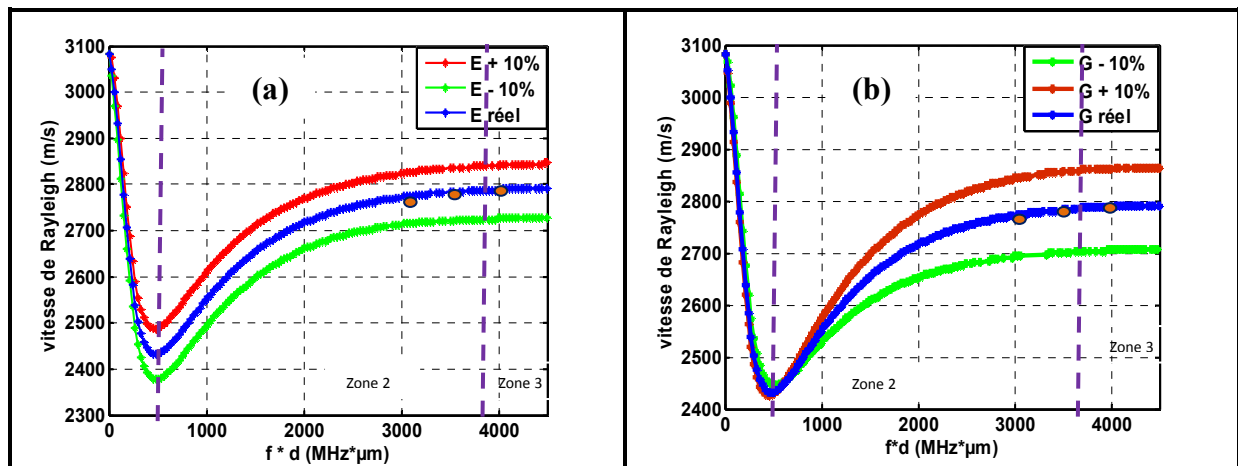 3100
3000
2900
2800
2700
2600
2500
2400
2300
vitesse de Rayleigh (m/s)
(a)
E + 10%
E - 10%
E réel
Zone 2
Zone 3
0
1000
2000
3000
4000
f * d (MHz*µm)
3100
3000
2900
2800
2700
2600
2500
2400
vitesse de Rayleigh (m/s)
(b)
G - 10%
G + 10%
G réel
Zone 3
Zone 2
0
1000
2000
3000
4000
f*d (MHz*µm)